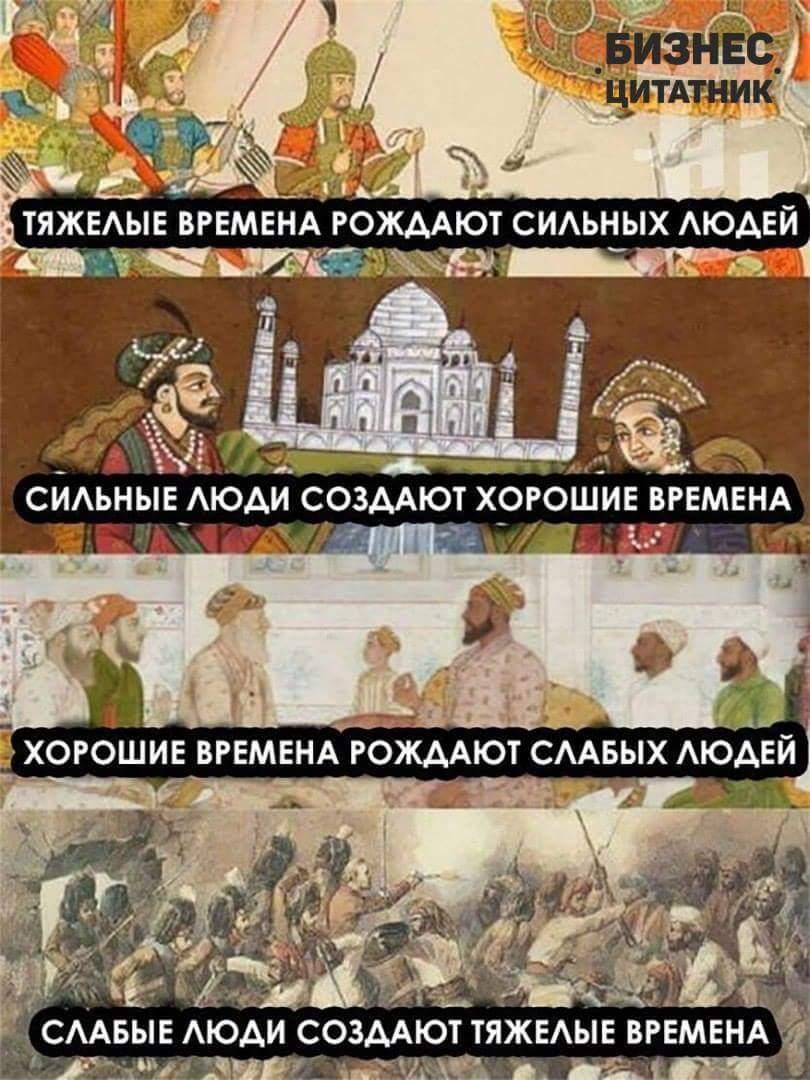 БИЗНЕС
ЦИТАТНИК
ТЯЖЕЛЫЕ ВРЕМЕНА РОЖДАЮТ СИЛЬНЫХ ЛЮДЕЙ
СИЛЬНЫЕ ЛЮДИ СОЗДАЮТ ХОРОШИЕ ВРЕМЕНА
ХОРОШИЕ ВРЕМЕНА РОЖДАЮТ СЛАБЫХ ЛЮДЕЙ
СЛАБЫЕ ЛЮДИ СОЗДАЮТ ТЯЖЕЛЫЕ ВРЕМЕНА